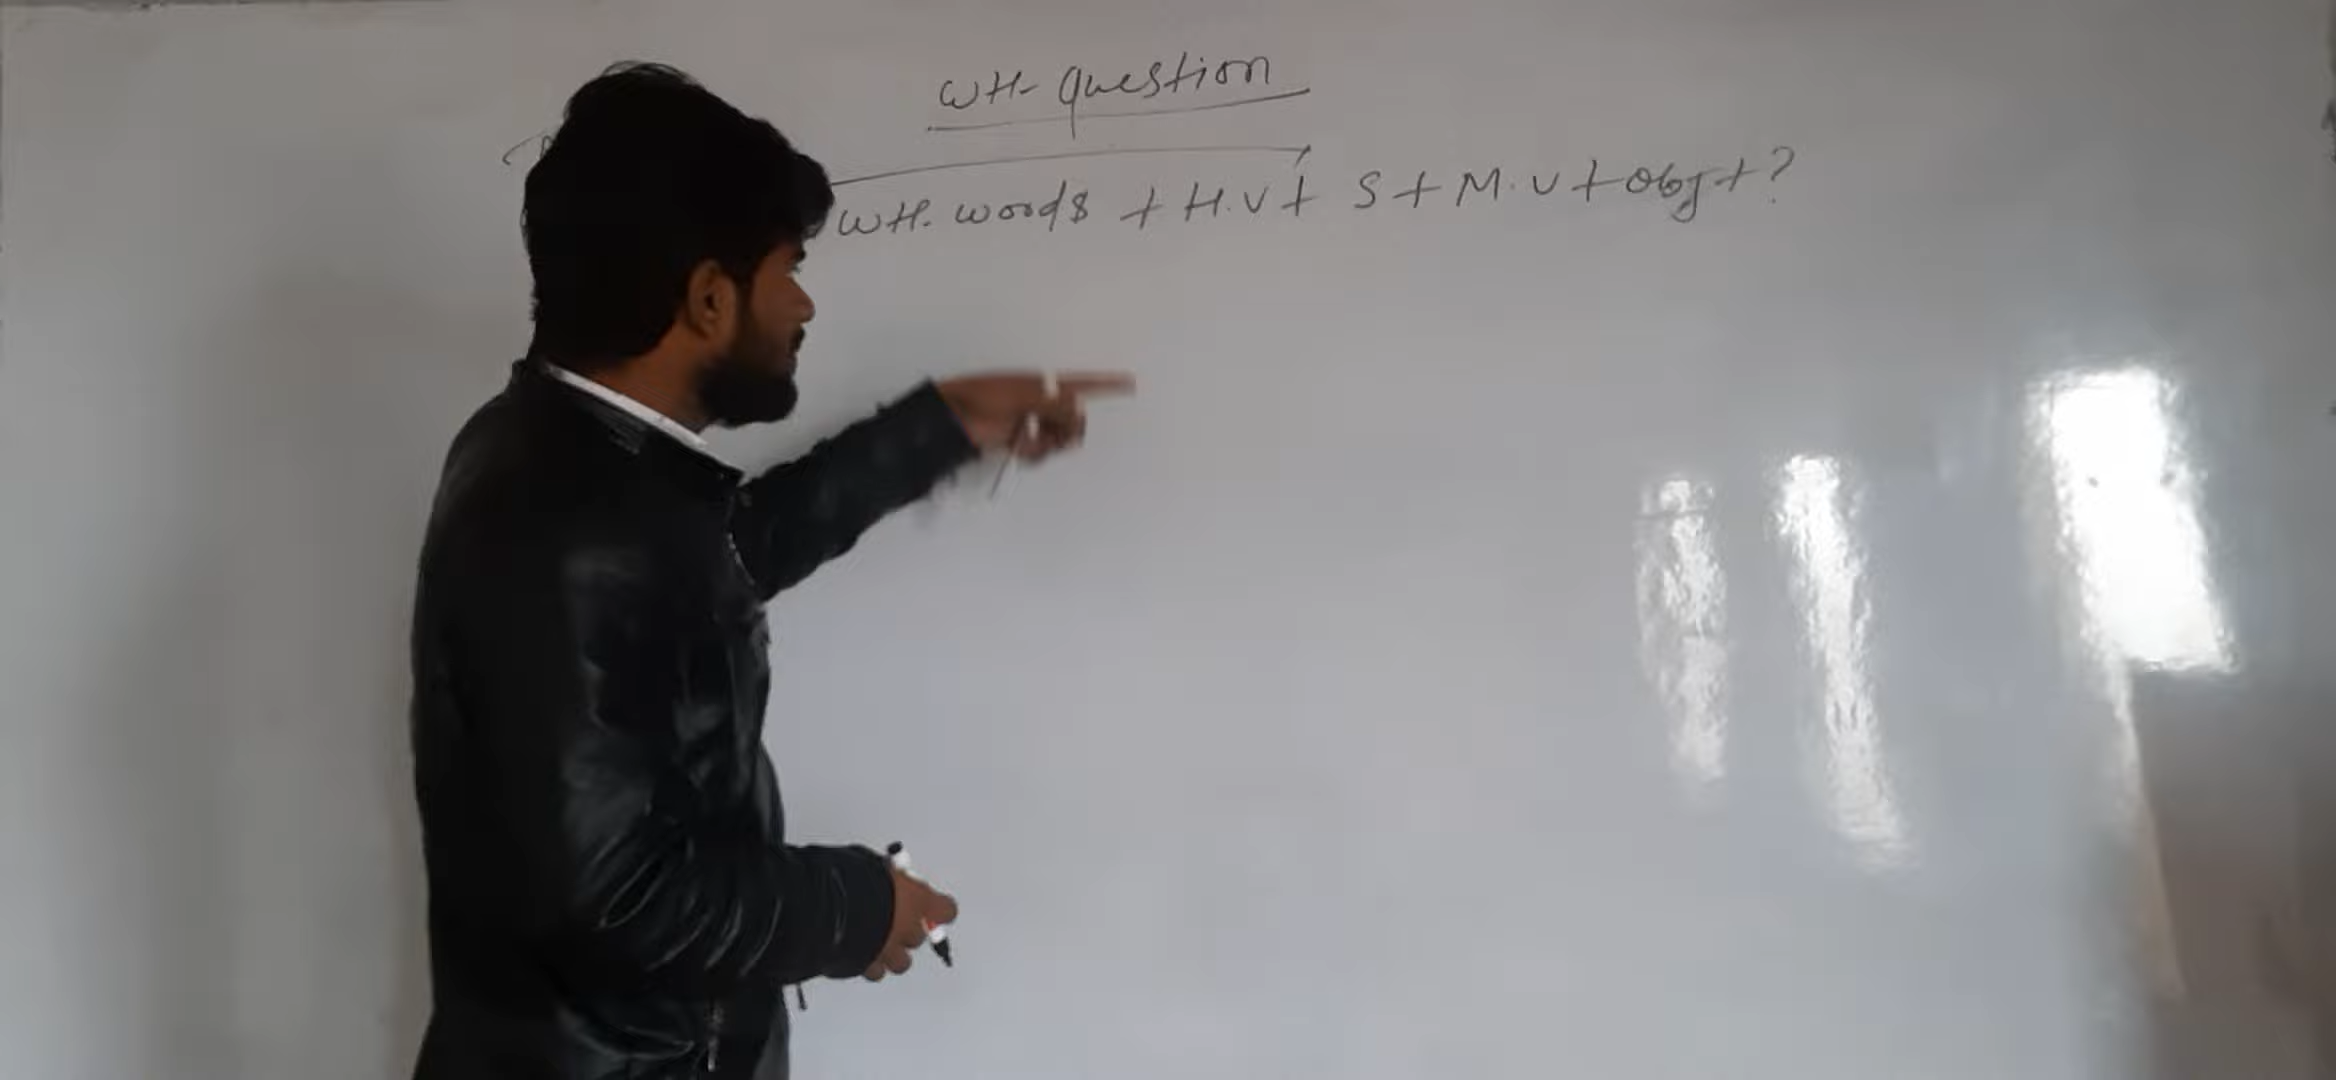 WH- Question
WH. words + H.V + S + M.V + obj + ?